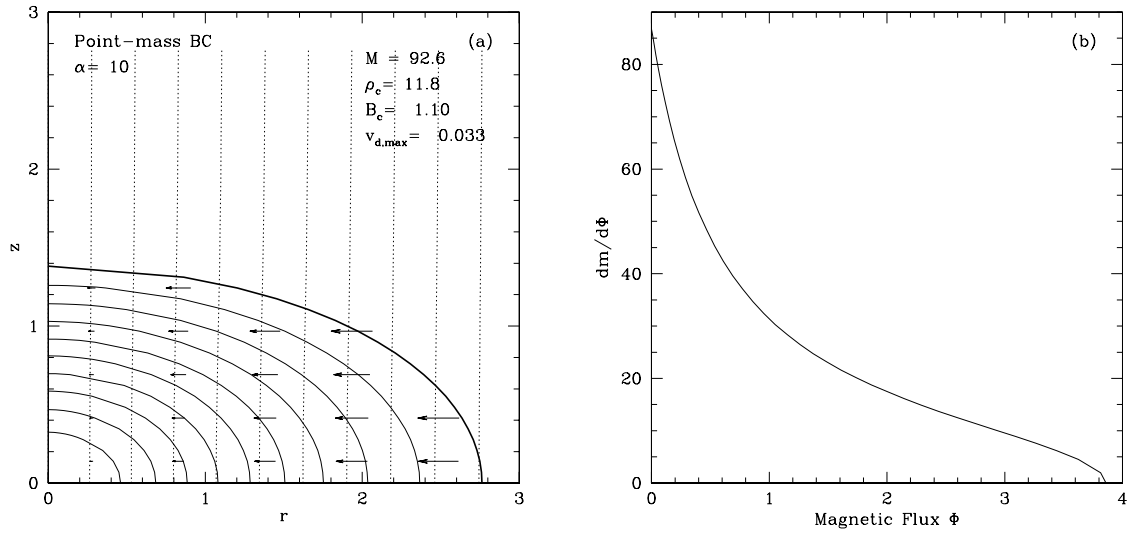 3
Point-mass BC
(a)
α= 10
M = 92.6
ρc= 11.8
Bc= 1.10
vd,max= 0.033
2
z
1
0
0
1
2
3
r
(b)
80
60
dm/dΦ
40
20
0
0
1
2
3
4
Magnetic Flux Φ